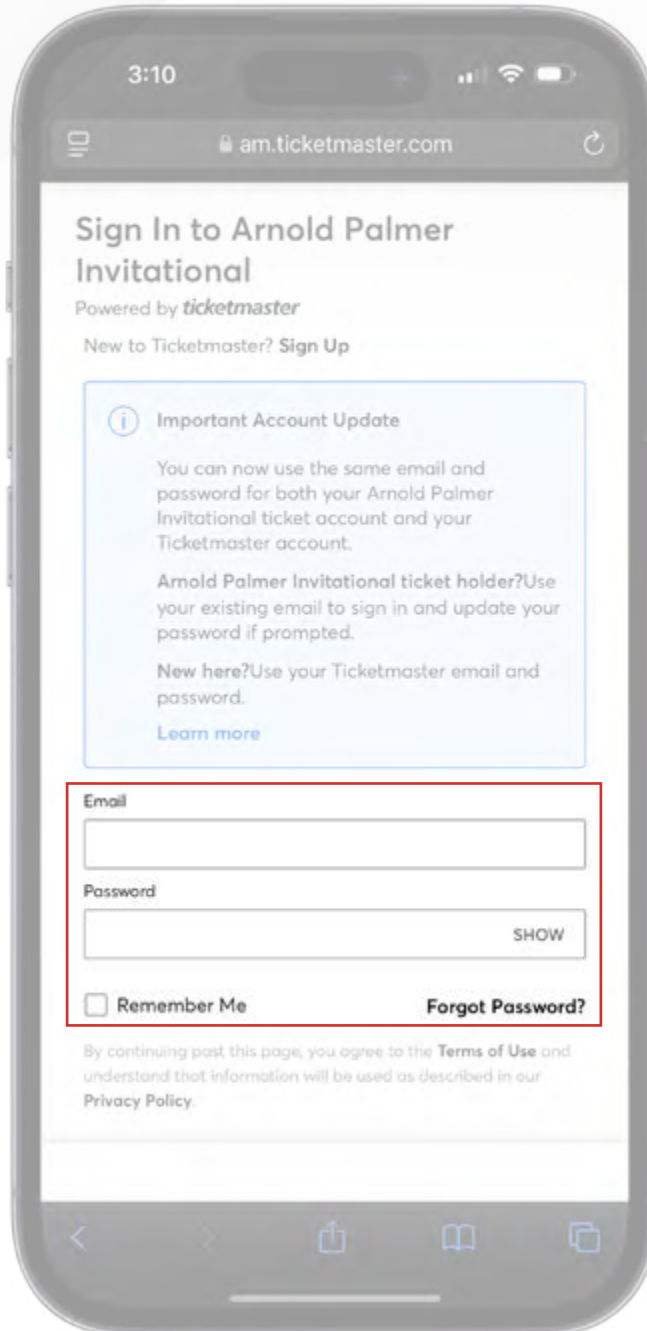 3:10
am.ticketmaster.com
Sign In to Arnold Palmer
Invitational
Powered by ticketmaster
New to Ticketmaster? Sign Up
Important Account Update
You can now use the same email and
password for both your Arnold Palmer
Invitational ticket account and your
Ticketmaster account.
Arnold Palmer Invitational ticket holder?Use
your existing email to sign in and update your
password if prompted.
New here?Use your Ticketmaster email and
password.
Learn more
Email
Password
SHOW
Remember Me Forgot Password?
By continuing past this page, you agree to the Terms of Use and
understand that information will be used as described in our
Privacy Policy.